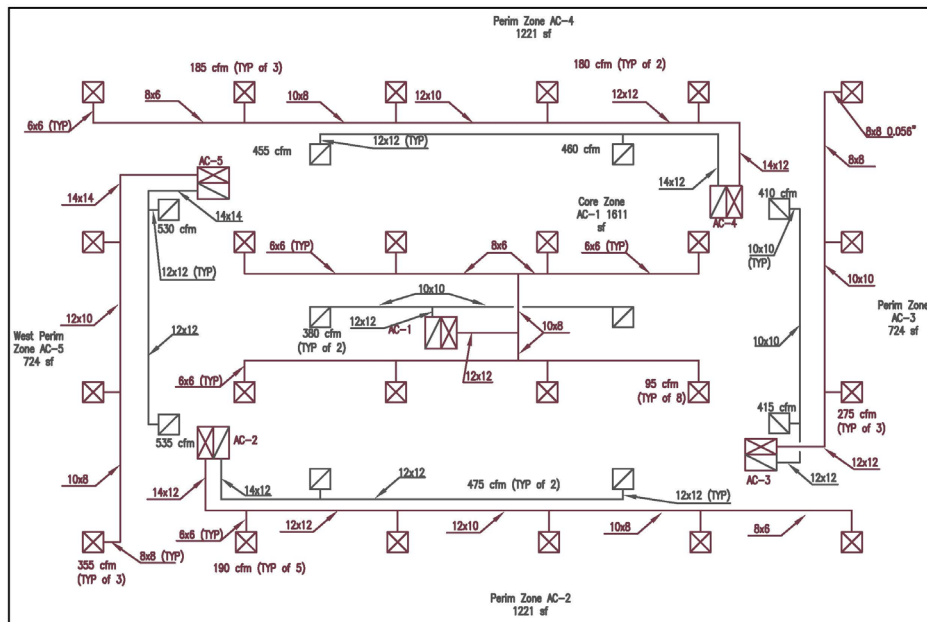 Perim Zone AC-4
1221 sf
185 cfm (TYP of 3)
180 cfm (TYP of 2)
8x6
10x8
12x10
12x12
6x6 (TYP)
8x8 0.056"
455 cfm
12x12 (TYP)
460 cfm
8x8
AC-5
14x12
14x12
14x14
14x14
Core Zone
AC-1 1611
sf
AC-4
410 cfm
530 cfm
12x12 (TYP)
6x6 (TYP)
8x6
6x6 (TYP)
10x10
(TYP)
10x10
12x10
10x10
West Perim
Zone AC-5
724 sf
12x12
380 cfm
(TYP of 2)
12x12
AC-1
10x8
10x10
Perim Zone
AC-3
724 sf
6x6 (TYP)
12x12
95 cfm
(TYP of 8)
415 cfm
275 cfm
(TYP of 3)
535 cfm
AC-2
10x8
14x12
14x12
475 cfm (TYP of 2)
12x12
12x12 (TYP)
AC-3
12x12
12x12
355 cfm
(TYP of 3)
8x8 (TYP)
6x6 (TYP)
190 cfm (TYP of 5)
12x12
12x10
10x8
8x6
Perim Zone AC-2
1221 sf